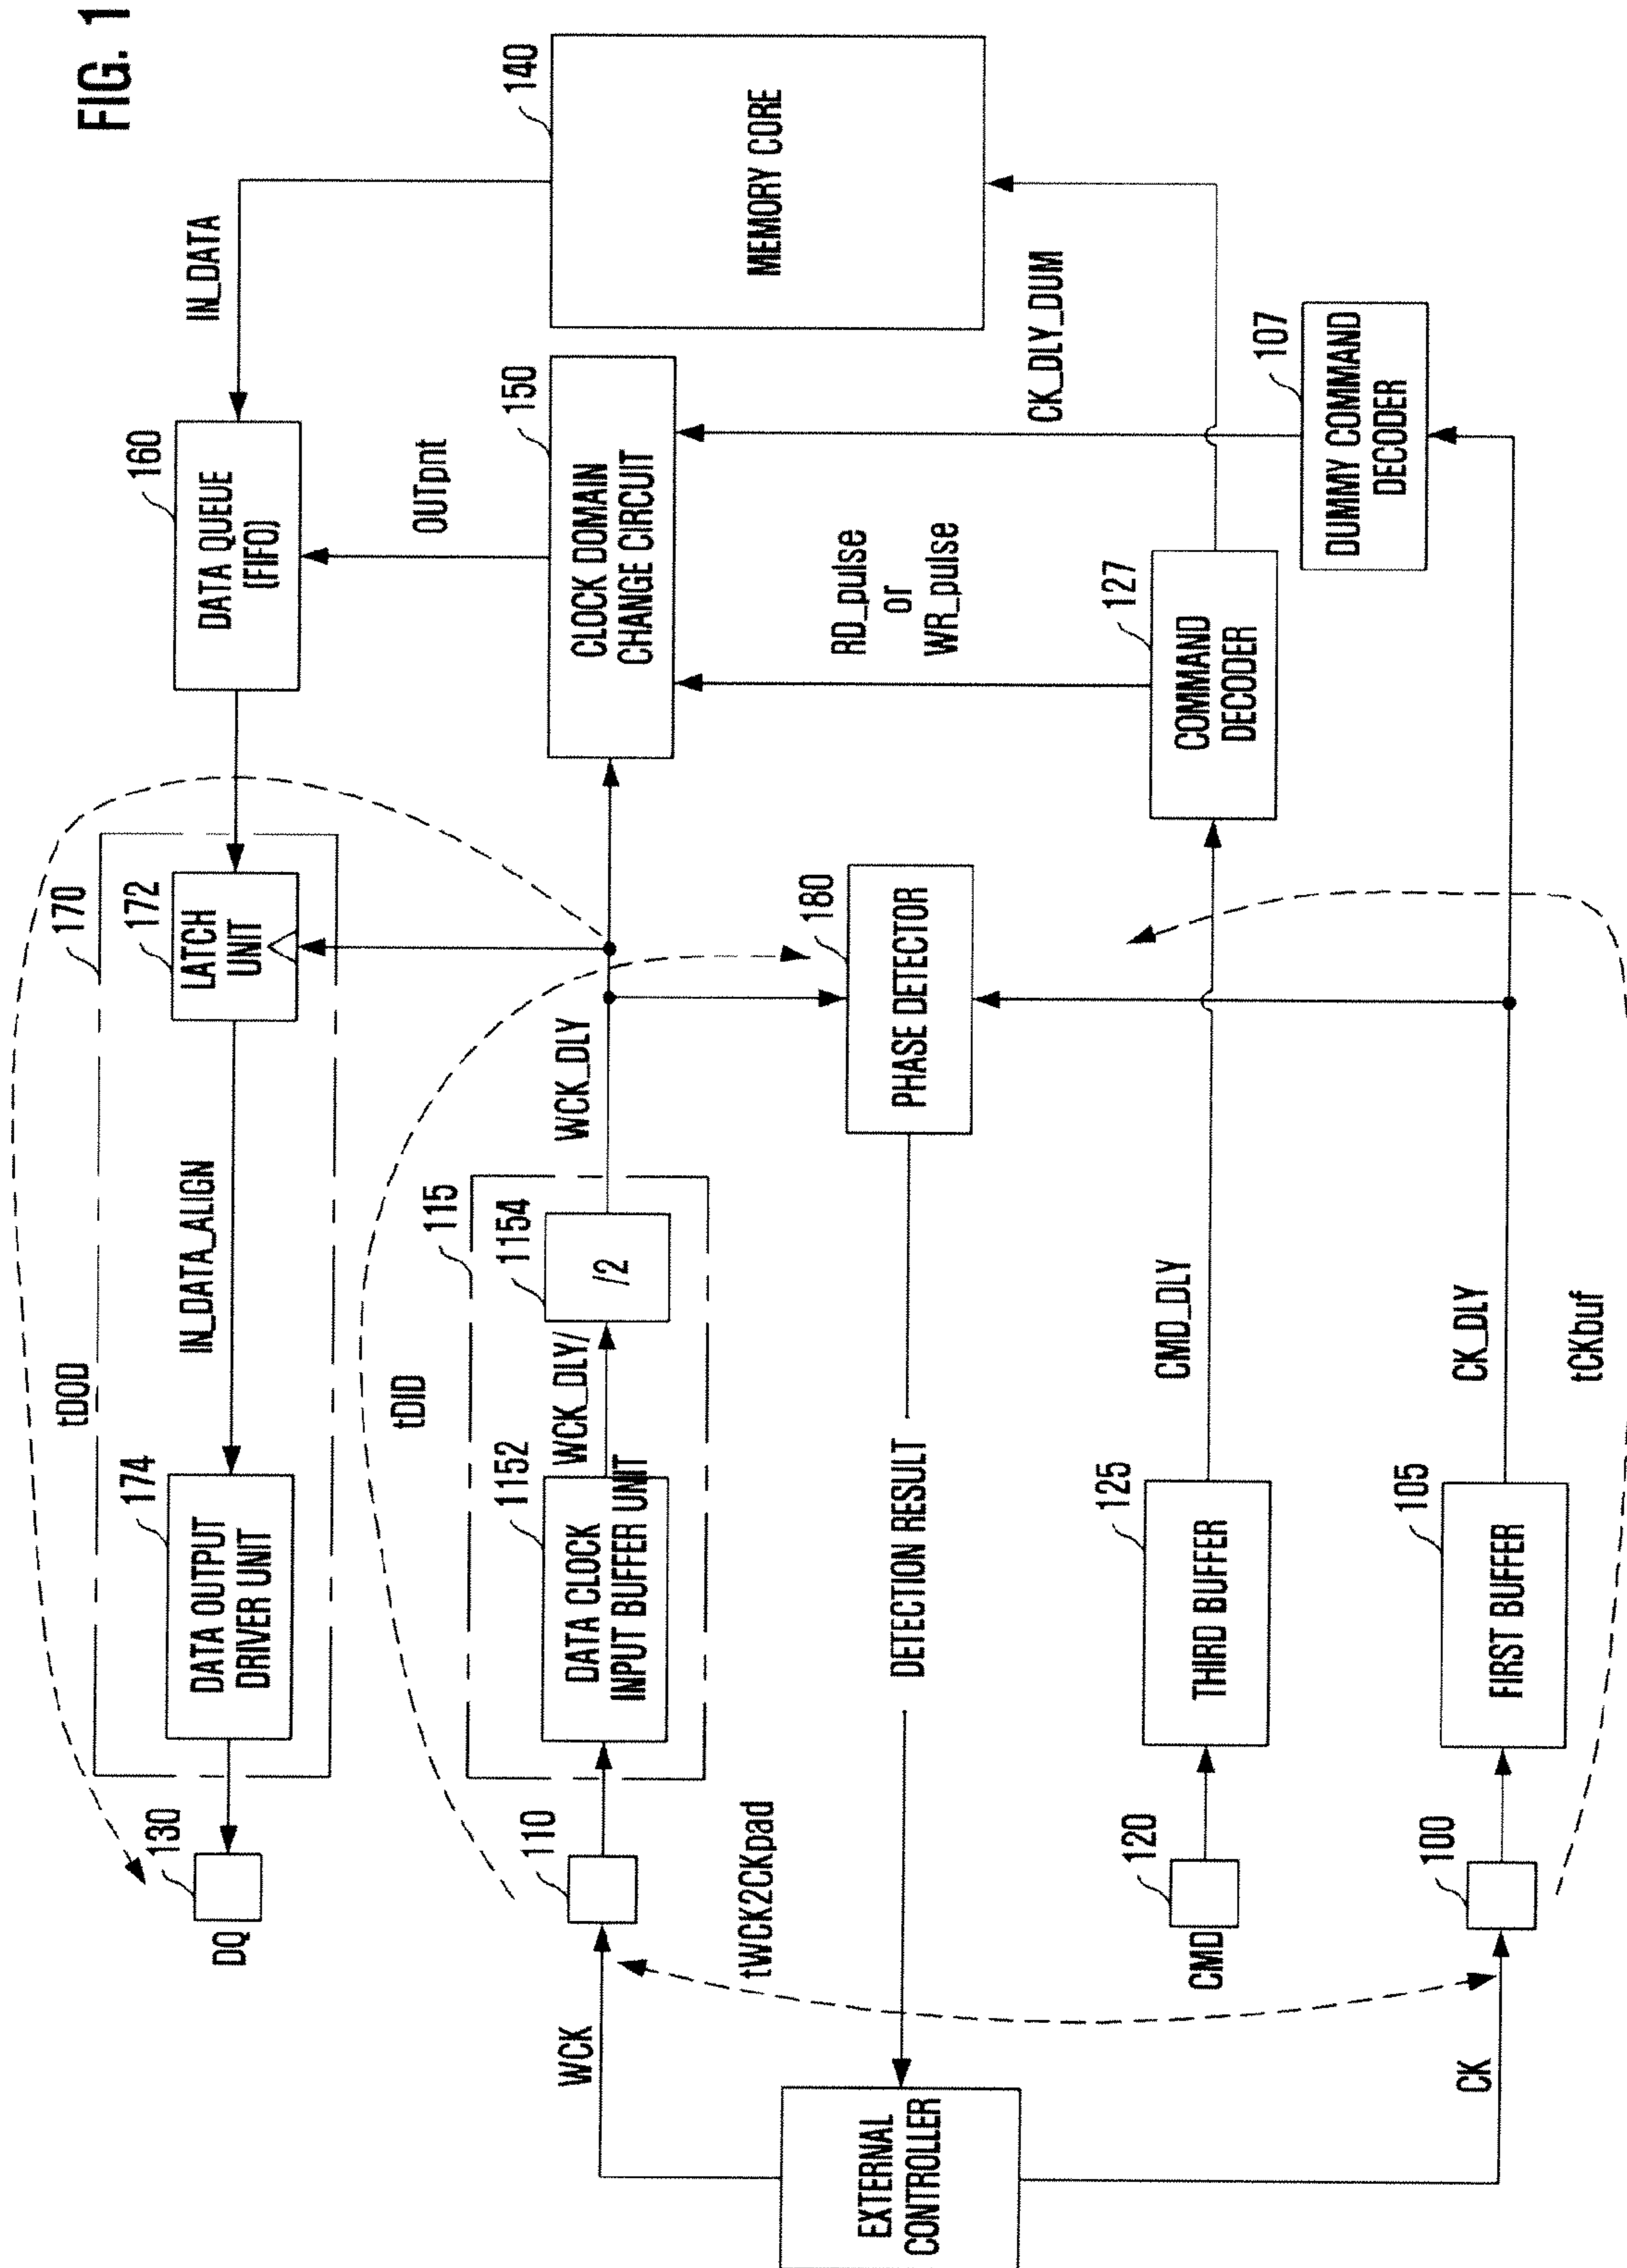 FIG. 1
tDOD
170
174
DATA OUTPUT
DRIVER UNIT
IN_DATA_ALIGN
172
LATCH
UNIT
160
DATA QUEUE
(FIFO)
IN_DATA
130
DQ
tDID
115
1152
DATA CLOCK
INPUT BUFFER UNIT
WCK_DLY/
1154
/2
WCK_DLY
OUTpnt
150
CLOCK DOMAIN
CHANGE CIRCUIT
140
MEMORY CORE
110
WCK
tWCK2CKpad
EXTERNAL
CONTROLLER
DETECTION RESULT
180
PHASE DETECTOR
RD_pulse
or
WR_pulse
CK_DLY_DUM
120
CMD
125
THIRD BUFFER
CMD_DLY
127
COMMAND
DECODER
107
DUMMY COMMAND
DECODER
100
CK
105
FIRST BUFFER
CK_DLY
tCKbuf